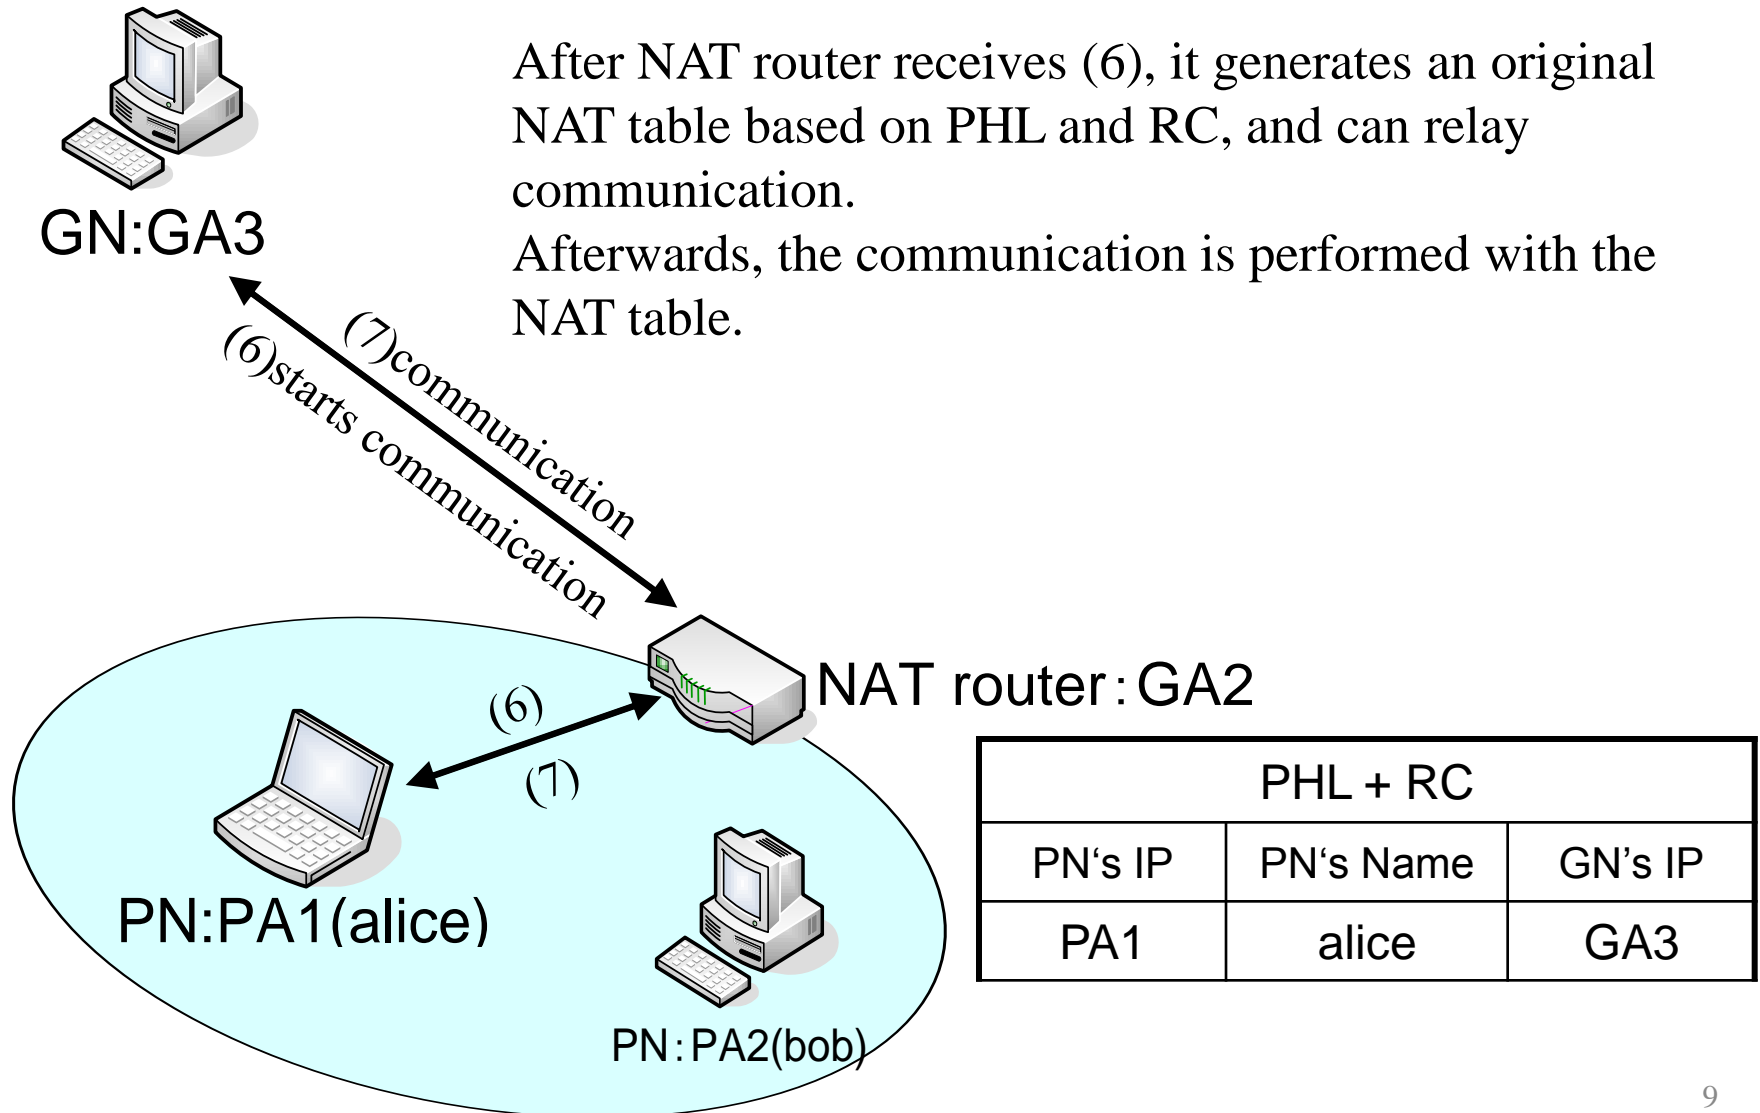 After NAT router receives (6), it generates an original
NAT table based on PHL and RC, and can relay
communication.
Afterwards, the communication is performed with the
NAT table.
GN:GA3
(7)communication
(6)starts communication
NAT router:GA2
(6)
(7)
PN:PA1(alice)
PN:PA2(bob)
PHL + RC
PN‘s IP PN‘s Name GN’s IP
PA1 alice GA3
9